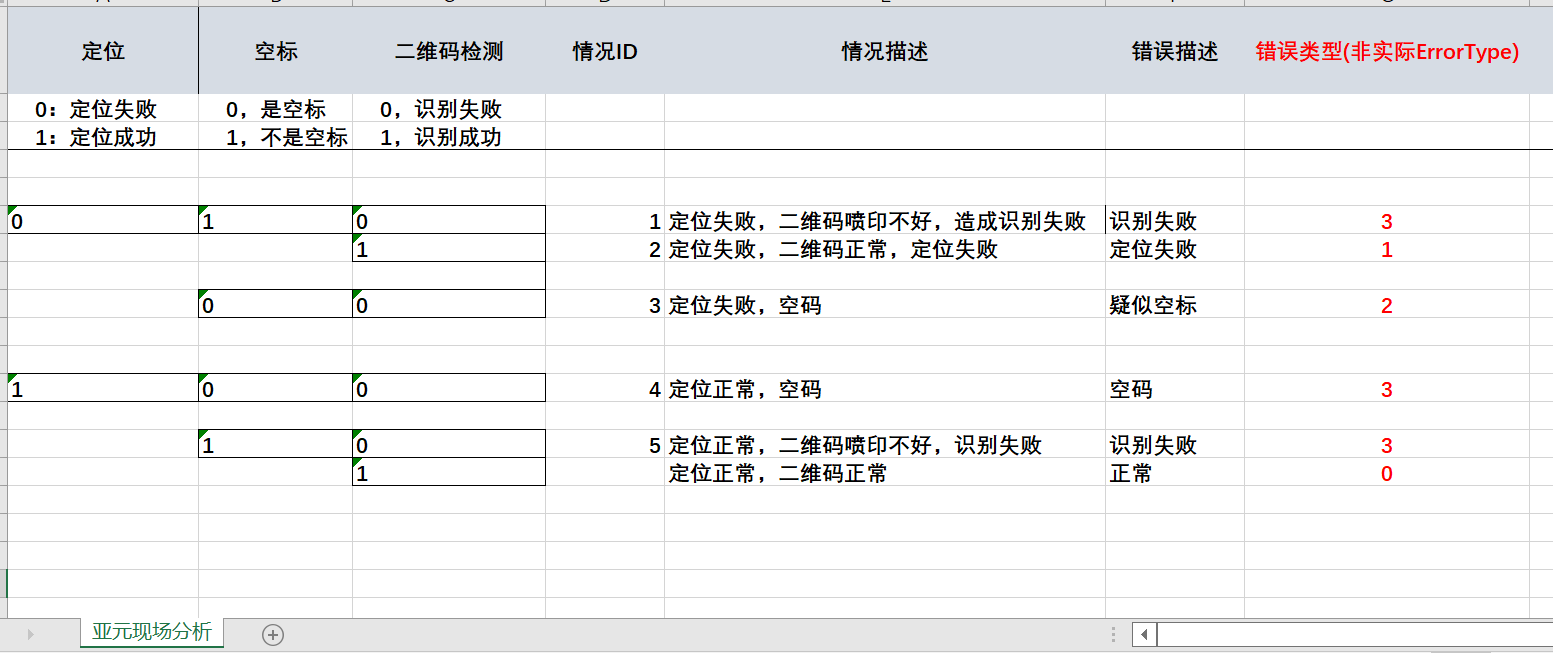 定位 空标 二维码检测 情况ID 情况描述 错误描述 错误类型(非实际ErrorType)
0：定位失败 0，是空标 0，识别失败
1：定位成功 1，不是空标 1，识别成功
0 1 0 1 定位失败，二维码喷印不好，造成识别失败 识别失败 3
1 2 定位失败，二维码正常，定位失败 定位失败 1
0 0 3 定位失败，空码 疑似空标 2
1 0 0 4 定位正常，空码 空码 3
1 0 5 定位正常，二维码喷印不好，识别失败 识别失败 3
1 定位正常，二维码正常 正常 0
亚元现场分析